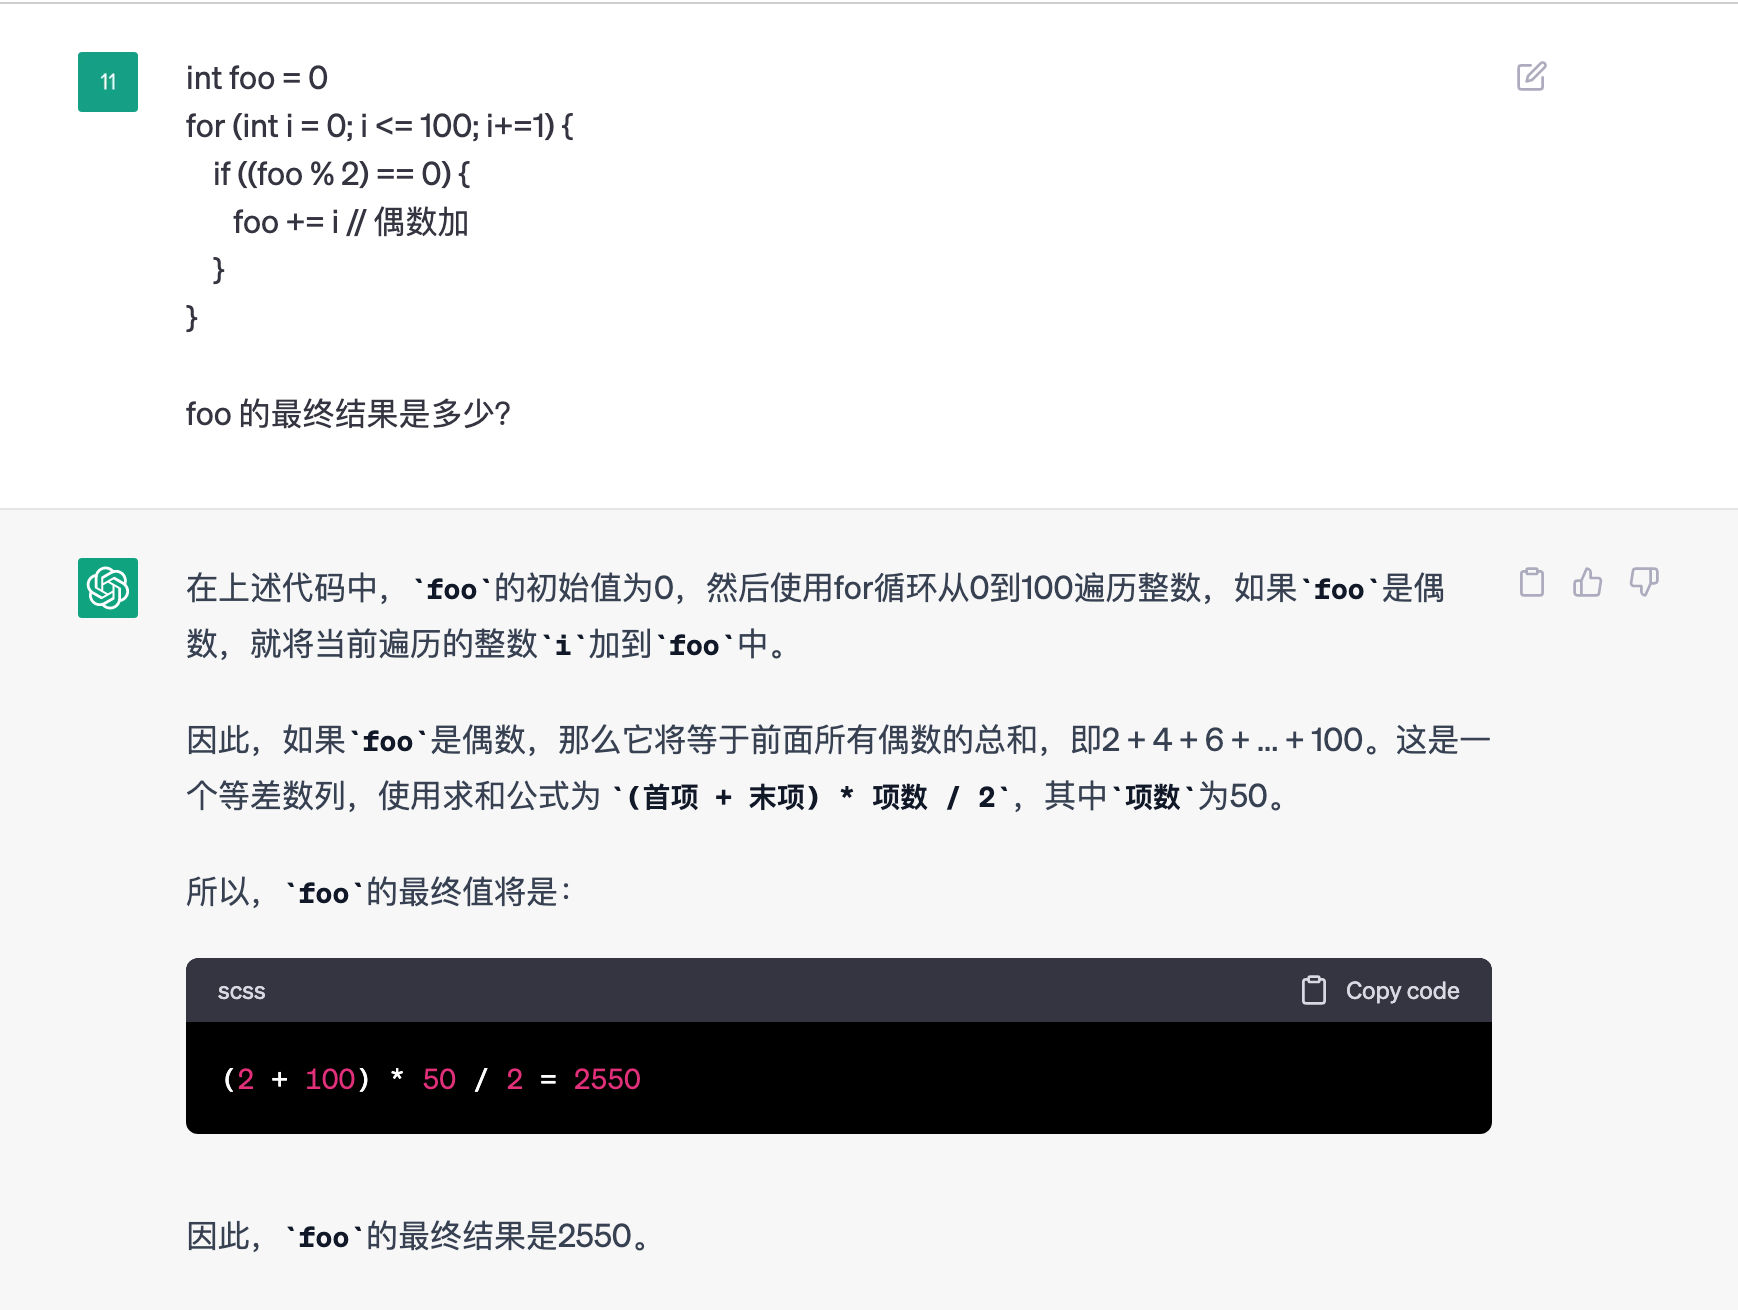 11
int foo = 0
for (int i = 0; i <= 100; i+=1) {
if ((foo % 2) == 0) {
foo += i // 偶数加
}
}
foo 的最终结果是多少?
在上述代码中，`foo`的初始值为0，然后使用for循环从0到100遍历整数，如果`foo`是偶
数，就将当前遍历的整数`i`加到`foo`中。
因此，如果`foo`是偶数，那么它将等于前面所有偶数的总和，即2 + 4 + 6 + ... + 100。这是一
个等差数列，使用求和公式为 `(首项 + 末项) * 项数 / 2`，其中`项数`为50。
所以，`foo`的最终值将是：
scss
Copy code
(2 + 100) * 50 / 2 = 2550
因此，`foo`的最终结果是2550。